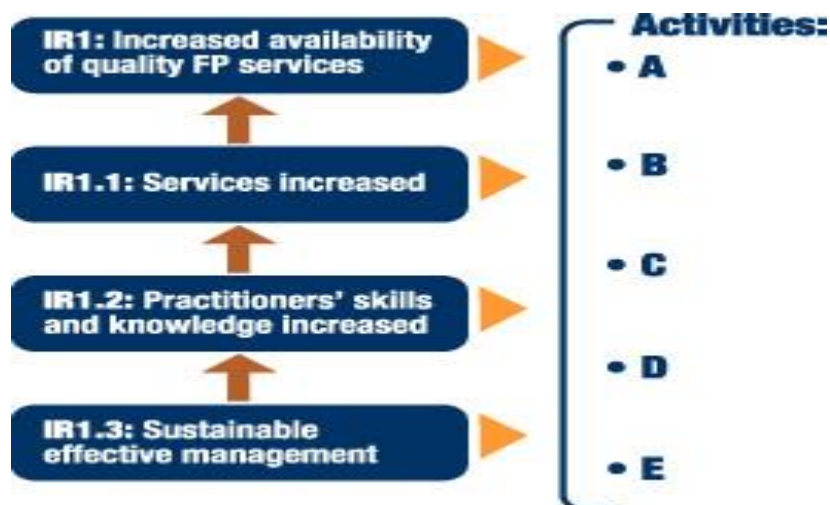 IR1: Increased availability
of quality FP services
IR1.1: Services increased
IR1.2: Practitioners’ skills
and knowledge increased
IR1.3: Sustainable
effective management
Activities:
• A
• B
• C
• D
• E